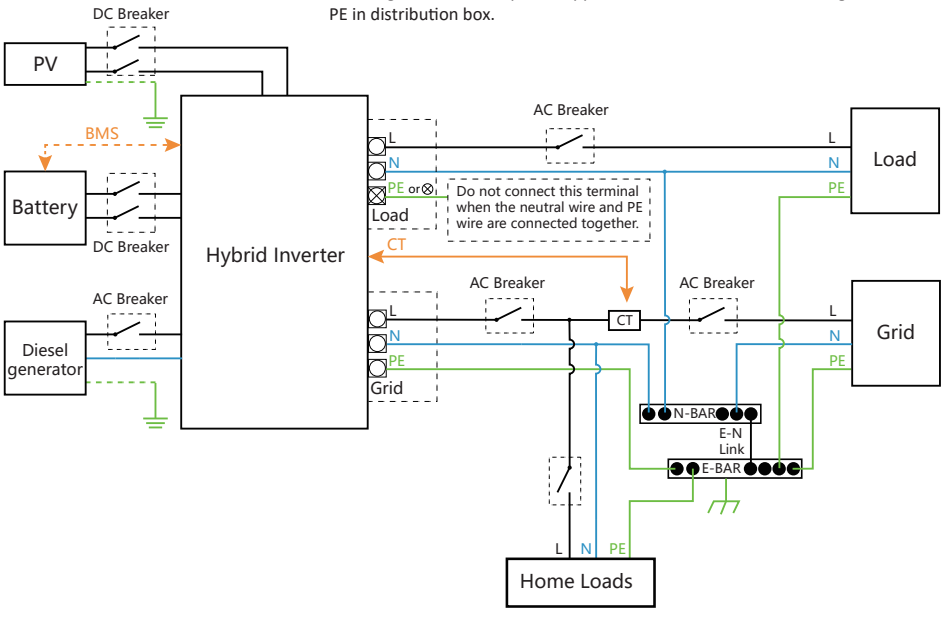 PE in distribution box.
DC Breaker
PV
BMS
Battery
DC Breaker
AC Breaker
Diesel
generator
Hybrid Inverter
L
N
PE or
Load
Do not connect this terminal
when the neutral wire and PE
wire are connected together.
AC Breaker
L
N
PE
Load
CT
L
N
PE
Grid
AC Breaker
CT
AC Breaker
L
N
PE
Grid
N-BAR
E-N
Link
E-BAR
L
N
PE
Home Loads